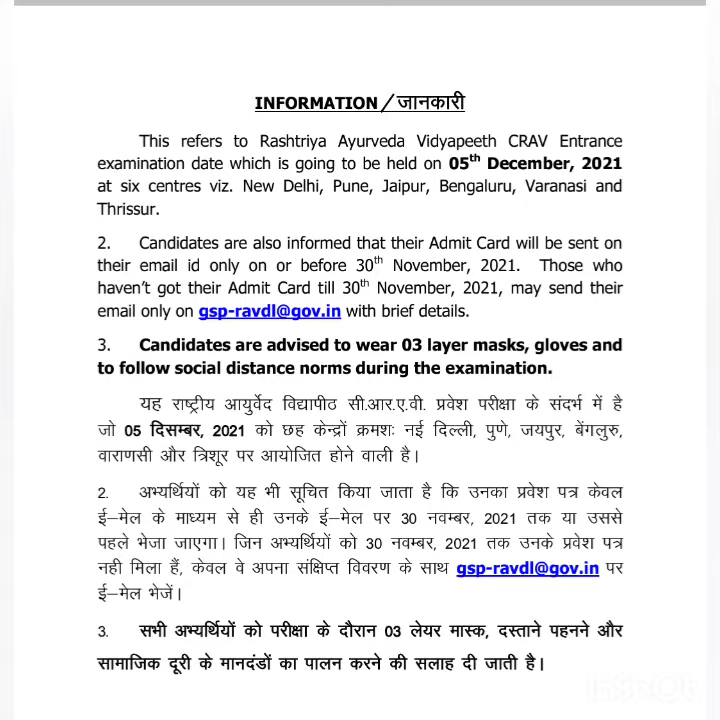 INFORMATION / जानकारी
This refers to Rashtriya Ayurveda Vidyapeeth CRAV Entrance
examination date which is going to be held on 05th December, 2021
at six centres viz. New Delhi, Pune, Jaipur, Bengaluru, Varanasi and
Thrissur.
2. Candidates are also informed that their Admit Card will be sent on
their email id only on or before 30th November, 2021. Those who
haven't got their Admit Card till 30th November, 2021, may send their
email only on gsp-ravdl@gov.in with brief details.
3. Candidates are advised to wear 03 layer masks, gloves and
to follow social distance norms during the examination.
यह राष्ट्रीय आयुर्वेद विद्यापीठ सी.आर.ए.वी. प्रवेश परीक्षा के संदर्भ में है
जो 05 दिसम्बर, 2021 को छह केन्द्रों क्रमशः नई दिल्ली, पुणे, जयपुर, बेंगलुरु,
वाराणसी और त्रिशूर पर आयोजित होने वाली है।
2. अभ्यर्थियों को यह भी सूचित किया जाता है कि उनका प्रवेश पत्र केवल
ई–मेल के माध्यम से ही उनके ई–मेल पर 30 नवम्बर, 2021 तक या उससे
पहले भेजा जाएगा। जिन अभ्यर्थियों को 30 नवम्बर, 2021 तक उनके प्रवेश पत्र
नही मिला हैं, केवल वे अपना संक्षिप्त विवरण के साथ gsp-ravdl@gov.in पर
ई–मेल भेजें।
3. सभी अभ्यर्थियों को परीक्षा के दौरान 03 लेयर मास्क, दस्ताने पहनने और
सामाजिक दूरी के मानदंडों का पालन करने की सलाह दी जाती है।